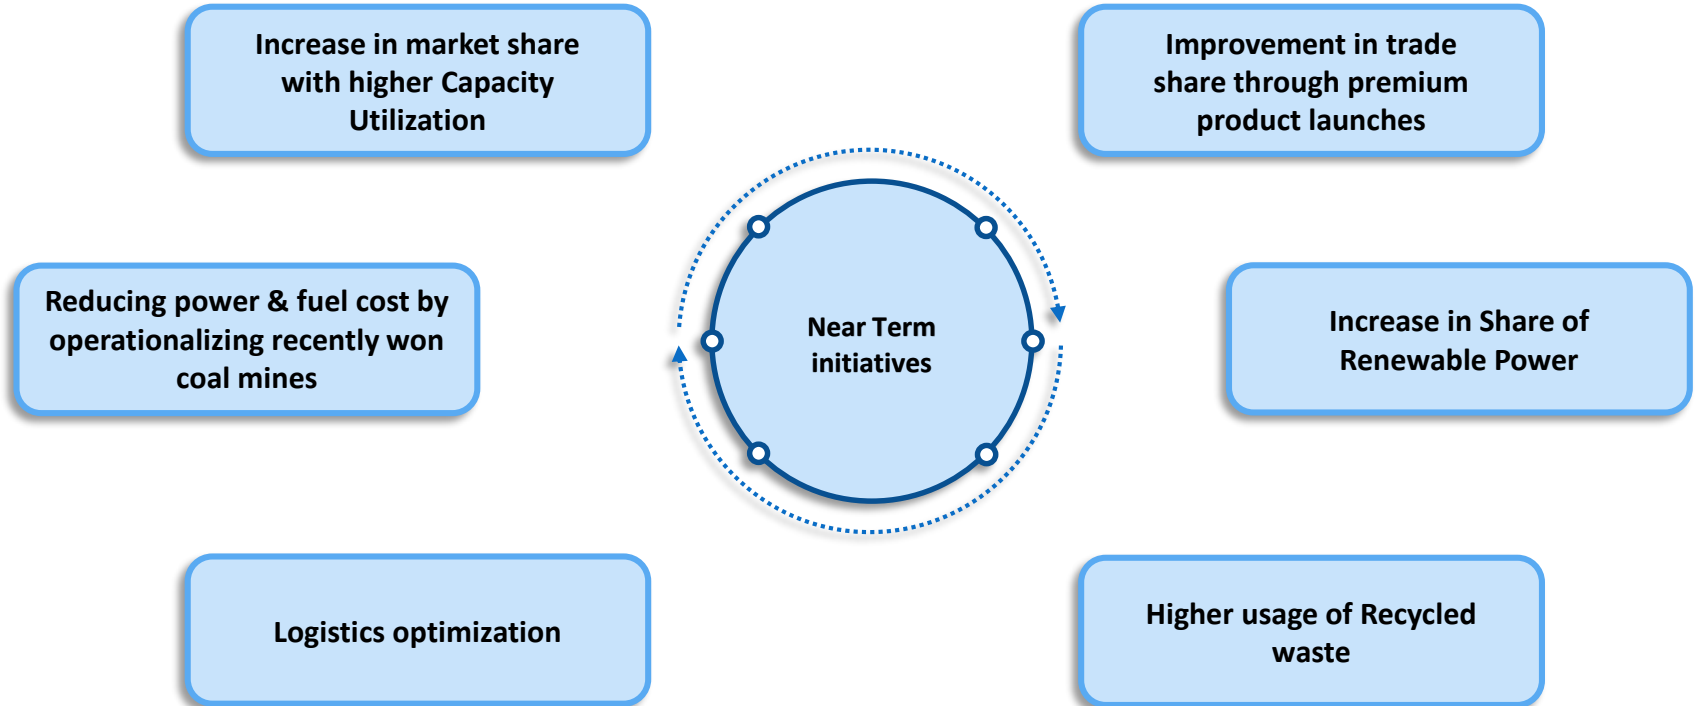 Increase in market share
with higher Capacity
Utilization
Improvement in trade
share through premium
product launches
Reducing power & fuel cost by
operationalizing recently won
coal mines
Near Term
initiatives
Increase in Share of
Renewable Power
Logistics optimization
Higher usage of Recycled
waste